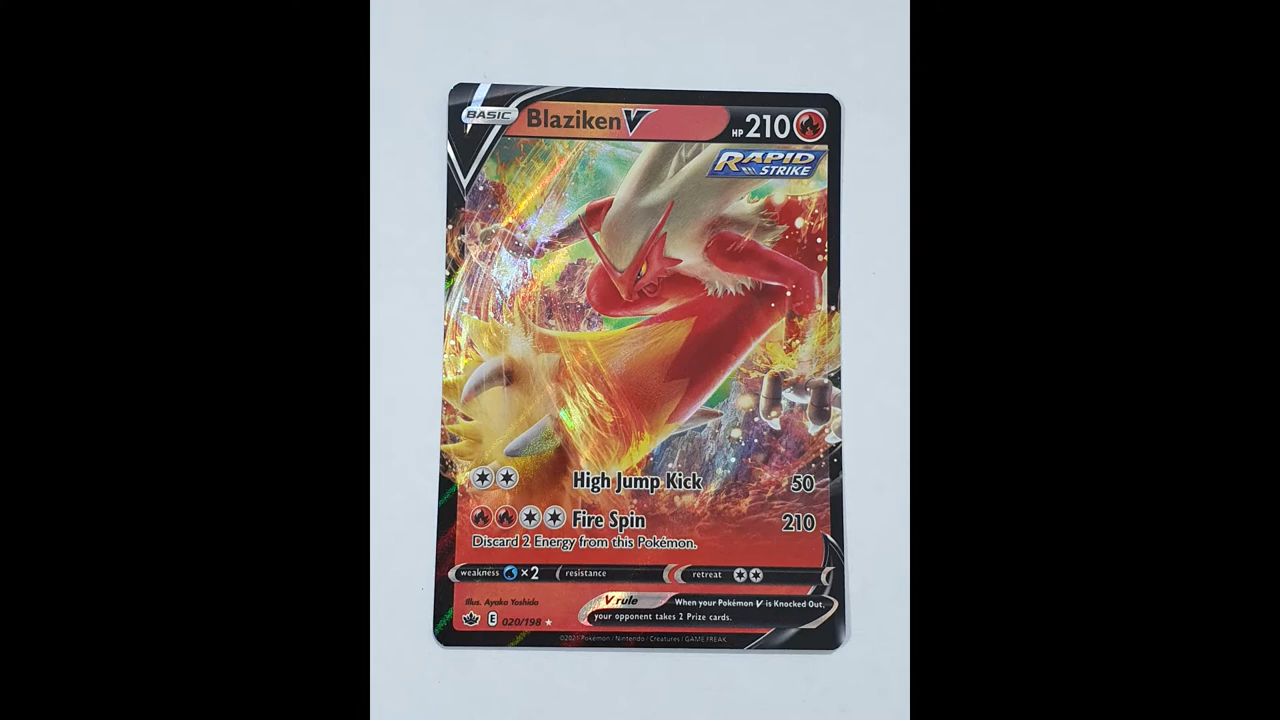 BASIC Blaziken V HP 210
RAPID STRIKE
High Jump Kick 50
Fire Spin 210
Discard 2 Energy from this Pokémon.
weakness ×2 resistance retreat
Illus. Ayaka Yoshida
V rule When your Pokémon V is Knocked Out,
your opponent takes 2 Prize cards.
E 020/198
©2021 Pokémon / Nintendo / Creatures / GAME FREAK